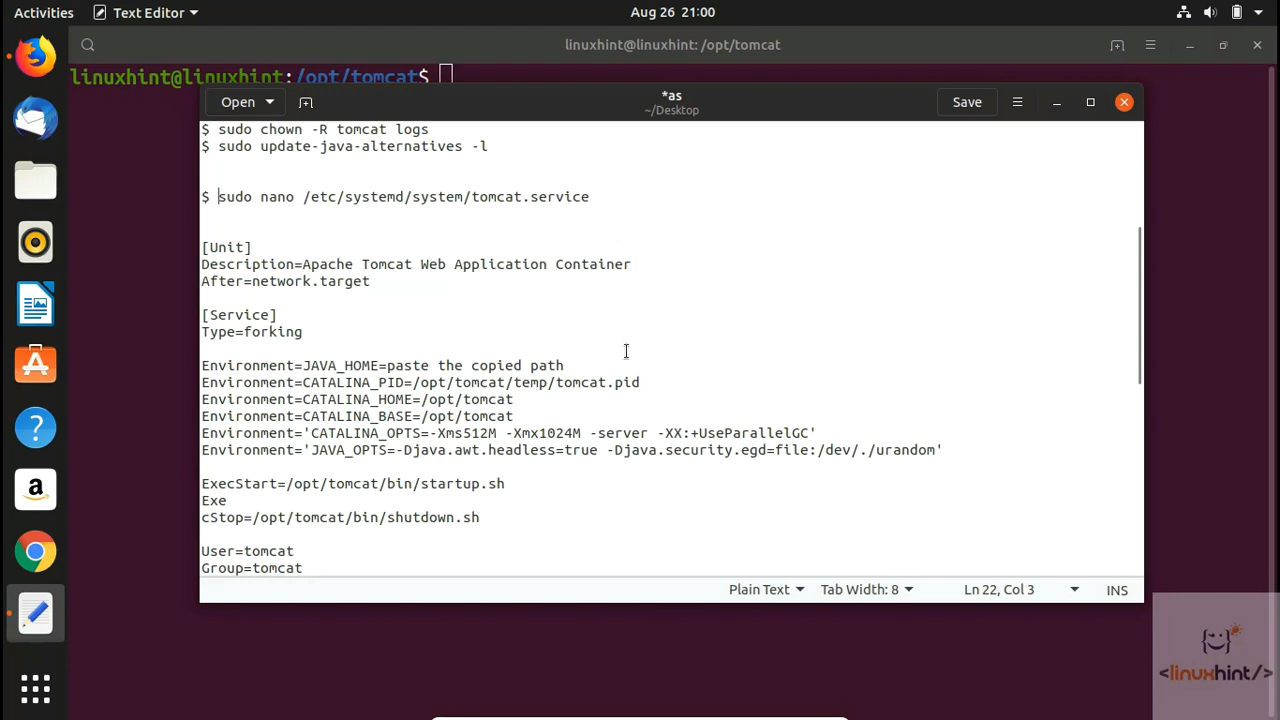 Activities
Text Editor
Aug 26 21:00
linuxhint@linuxhint: /opt/tomcat
linuxhint@linuxhint:/opt/tomcat$
Open
*as
~/Desktop
Save
$ sudo chown -R tomcat logs
$ sudo update-java-alternatives -l
$ sudo nano /etc/systemd/system/tomcat.service
[Unit]
Description=Apache Tomcat Web Application Container
After=network.target
[Service]
Type=forking
Environment=JAVA_HOME=paste the copied path
Environment=CATALINA_PID=/opt/tomcat/temp/tomcat.pid
Environment=CATALINA_HOME=/opt/tomcat
Environment=CATALINA_BASE=/opt/tomcat
Environment='CATALINA_OPTS=-Xms512M -Xmx1024M -server -XX:+UseParallelGC'
Environment='JAVA_OPTS=-Djava.awt.headless=true -Djava.security.egd=file:/dev/./urandom'
ExecStart=/opt/tomcat/bin/startup.sh
Exe
cStop=/opt/tomcat/bin/shutdown.sh
User=tomcat
Group=tomcat
Plain Text
Tab Width: 8
Ln 22, Col 3
INS
<linuxhint/>